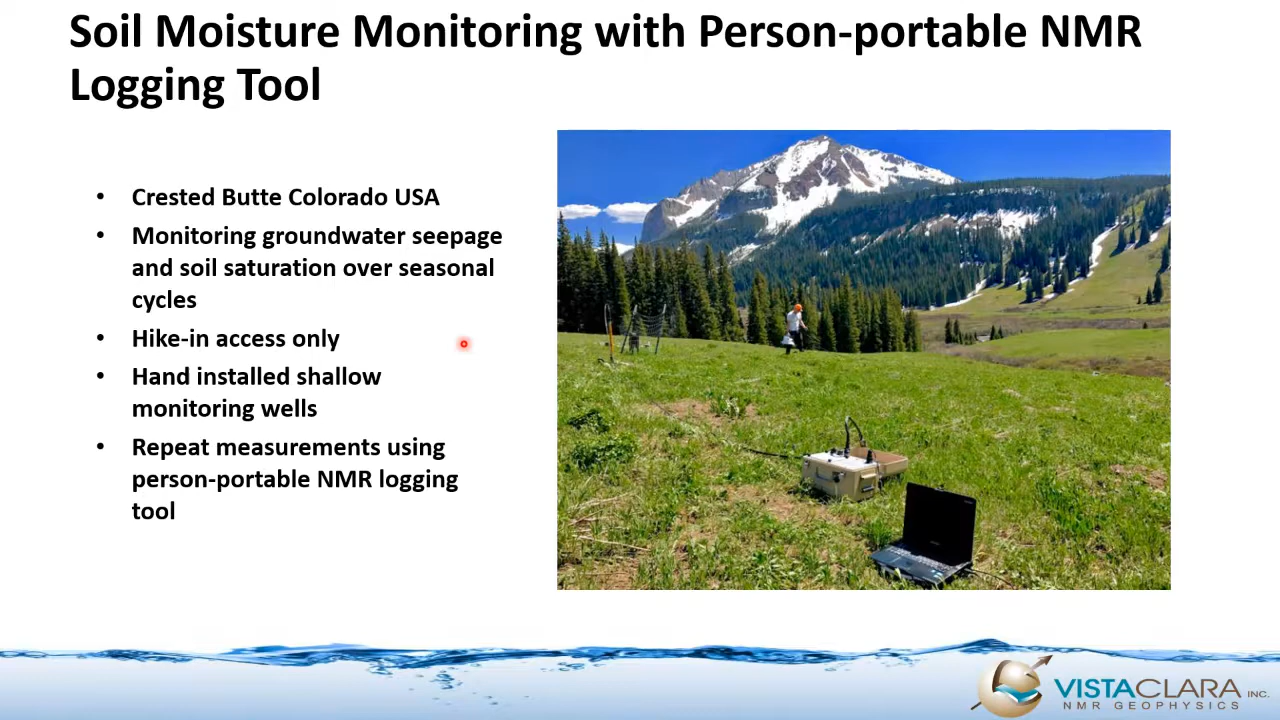 Soil Moisture Monitoring with Person-portable NMR
Logging Tool
• Crested Butte Colorado USA
• Monitoring groundwater seepage
and soil saturation over seasonal
cycles
• Hike-in access only
• Hand installed shallow
monitoring wells
• Repeat measurements using
person-portable NMR logging
tool
VISTACLARA INC.
NMR GEOPHYSICS